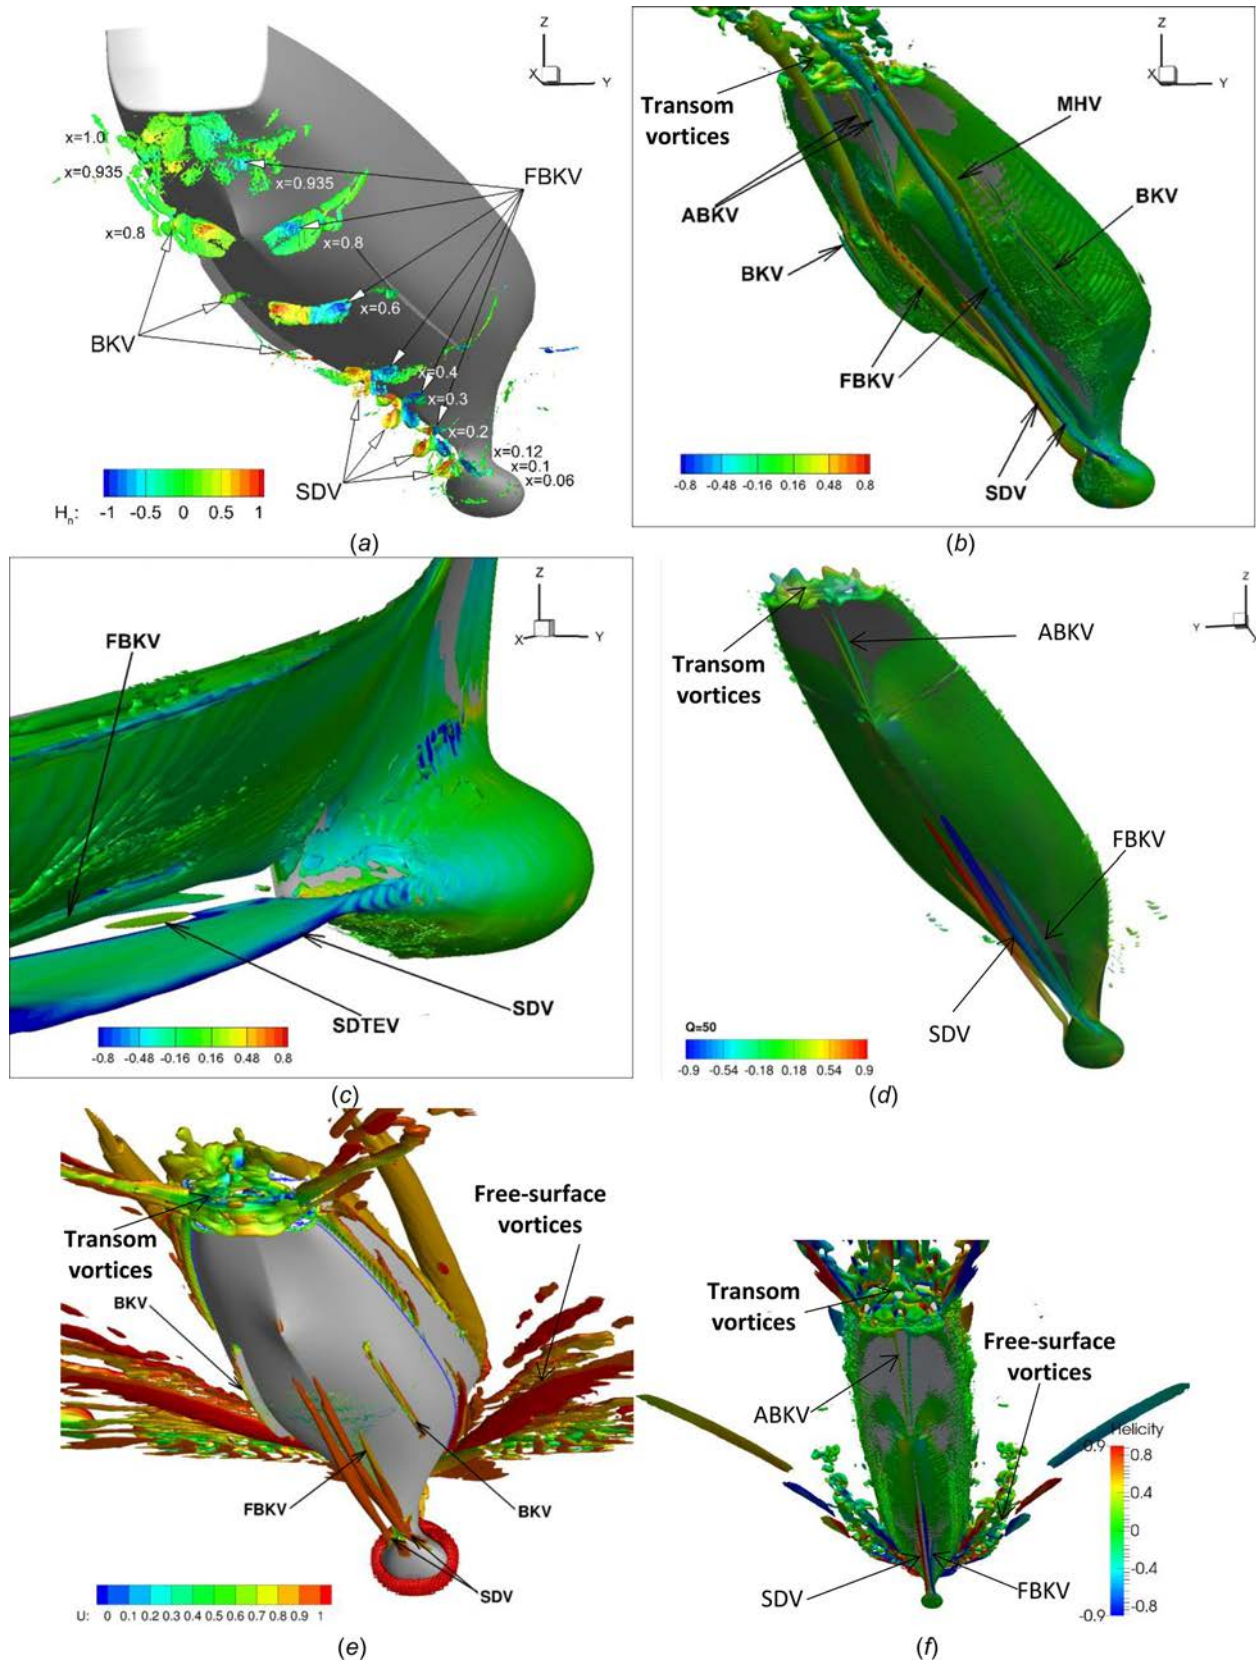 Z
X
Y
x=1.0
x=0.935
x=0.935
FBKV
x=0.8
x=0.8
x=0.6
BKV
x=0.4
x=0.3
x=0.2
x=0.12
x=0.1
x=0.06
SDV
Hn: -1 -0.5 0 0.5 1
(a)
Z
X
Y
Transom
vortices
MHV
ABKV
BKV
BKV
FBKV
SDV
-0.8 -0.48 -0.16 0.16 0.48 0.8
(b)
Z
X
Y
FBKV
SDTEV
SDV
-0.8 -0.48 -0.16 0.16 0.48 0.8
(c)
Z
Y
ABKV
Transom
vortices
FBKV
SDV
Q=50
-0.9 -0.54 -0.18 0.18 0.54 0.9
(d)
Free-surface
vortices
Transom
vortices
BKV
FBKV
BKV
SDV
U: 0 0.1 0.2 0.3 0.4 0.5 0.6 0.7 0.8 0.9 1
(e)
Transom
vortices
Free-surface
vortices
ABKV
Helicity
0.9
0.8
0.4
0
-0.4
-0.8
-0.9
SDV
FBKV
(f)